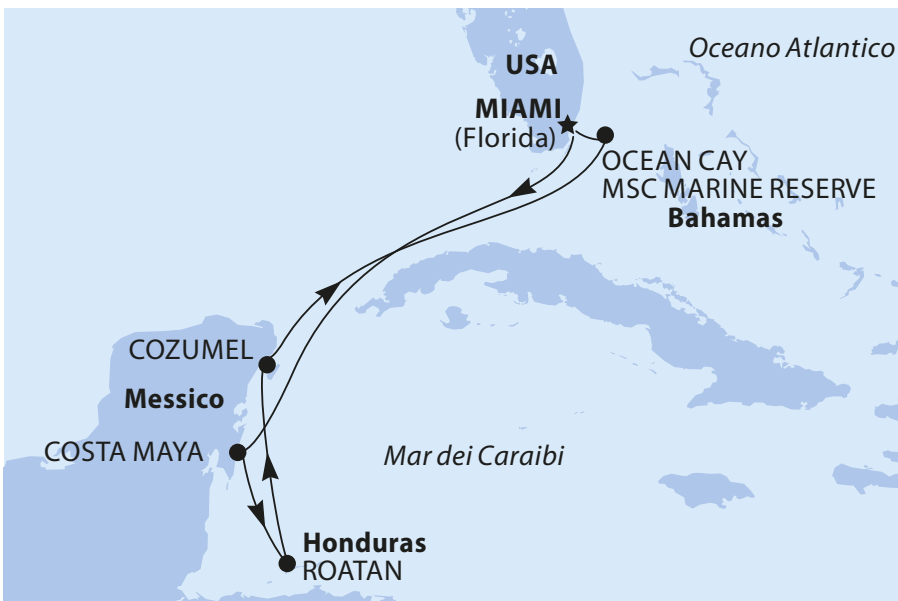 Oceano Atlantico
USA
MIAMI
(Florida)
OCEAN CAY
MSC MARINE RESERVE
Bahamas
COZUMEL
Messico
COSTA MAYA
Mar dei Caraibi
Honduras
ROATAN